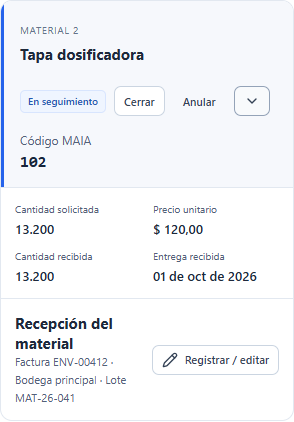 MATERIAL 2
Tapa dosificadora
En seguimiento
Cerrar
Anular
Código MAIA
102
Cantidad solicitada
Precio unitario
13.200
$ 120,00
Cantidad recibida
Entrega recibida
13.200
01 de oct de 2026
Recepción del
material
Factura ENV-00412 ·
Bodega principal · Lote
MAT-26-041
Registrar / editar